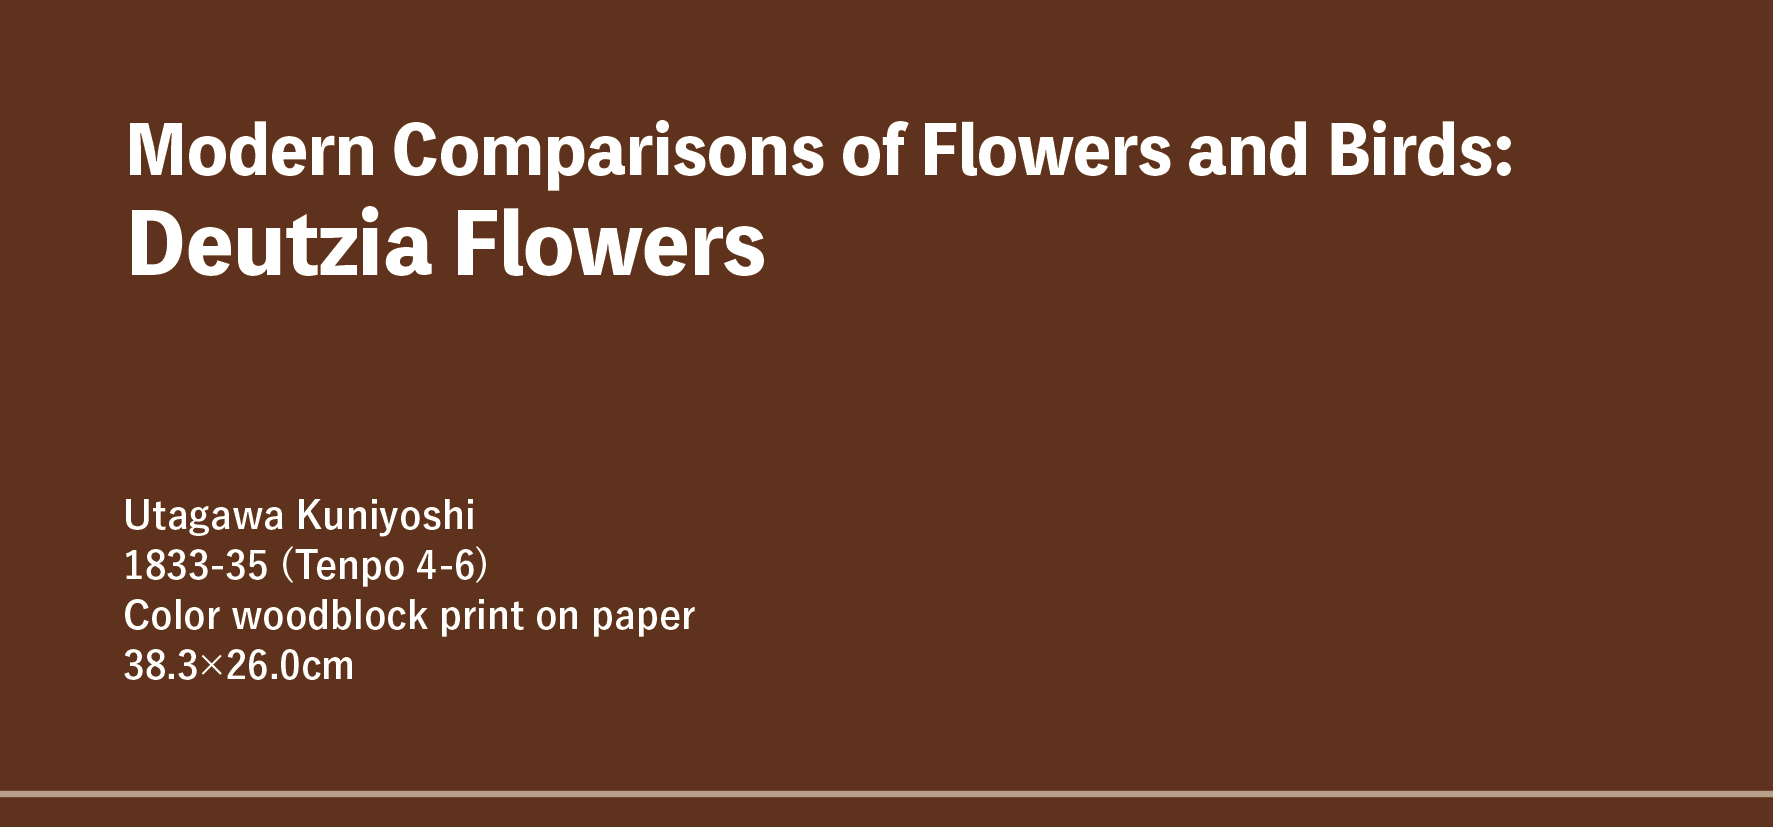 Modern Comparisons of Flowers and Birds:
Deutzia Flowers
Utagawa Kuniyoshi
1833-35 (Tenpo 4-6)
Color woodblock print on paper
38.3×26.0cm